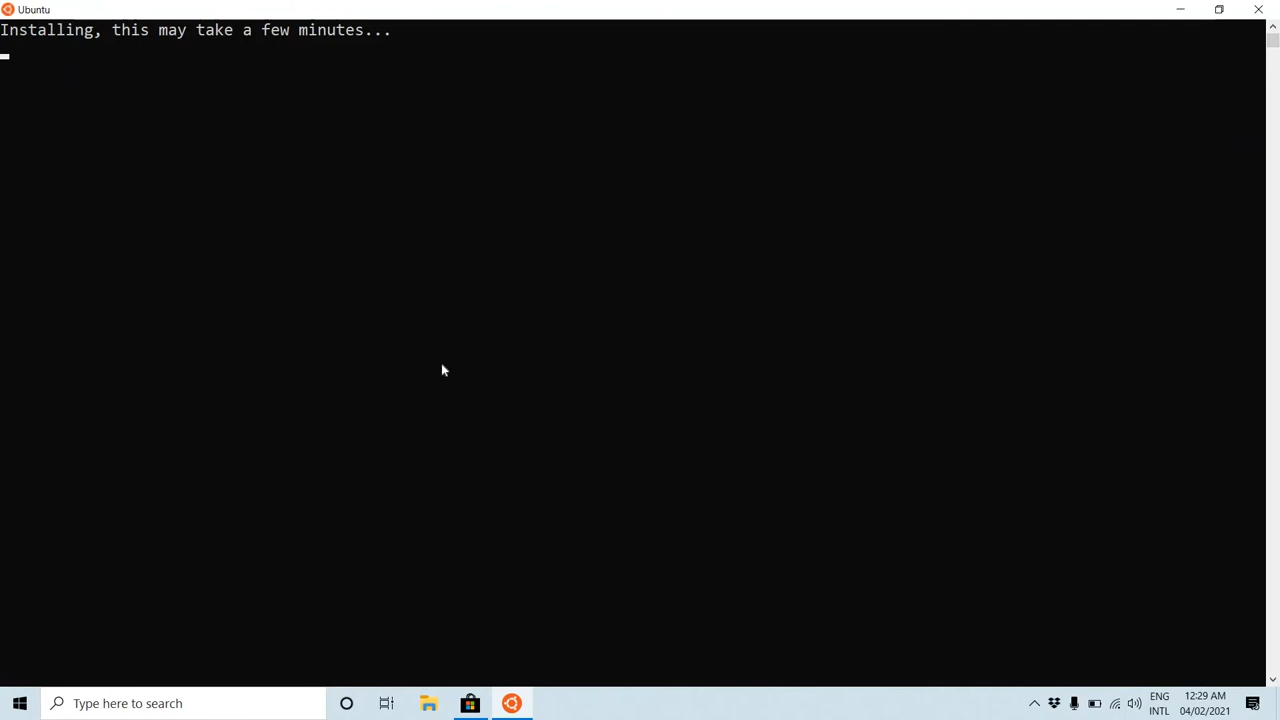 Ubuntu
Installing, this may take a few minutes...
Type here to search
ENG
INTL
12:29 AM
04/02/2021